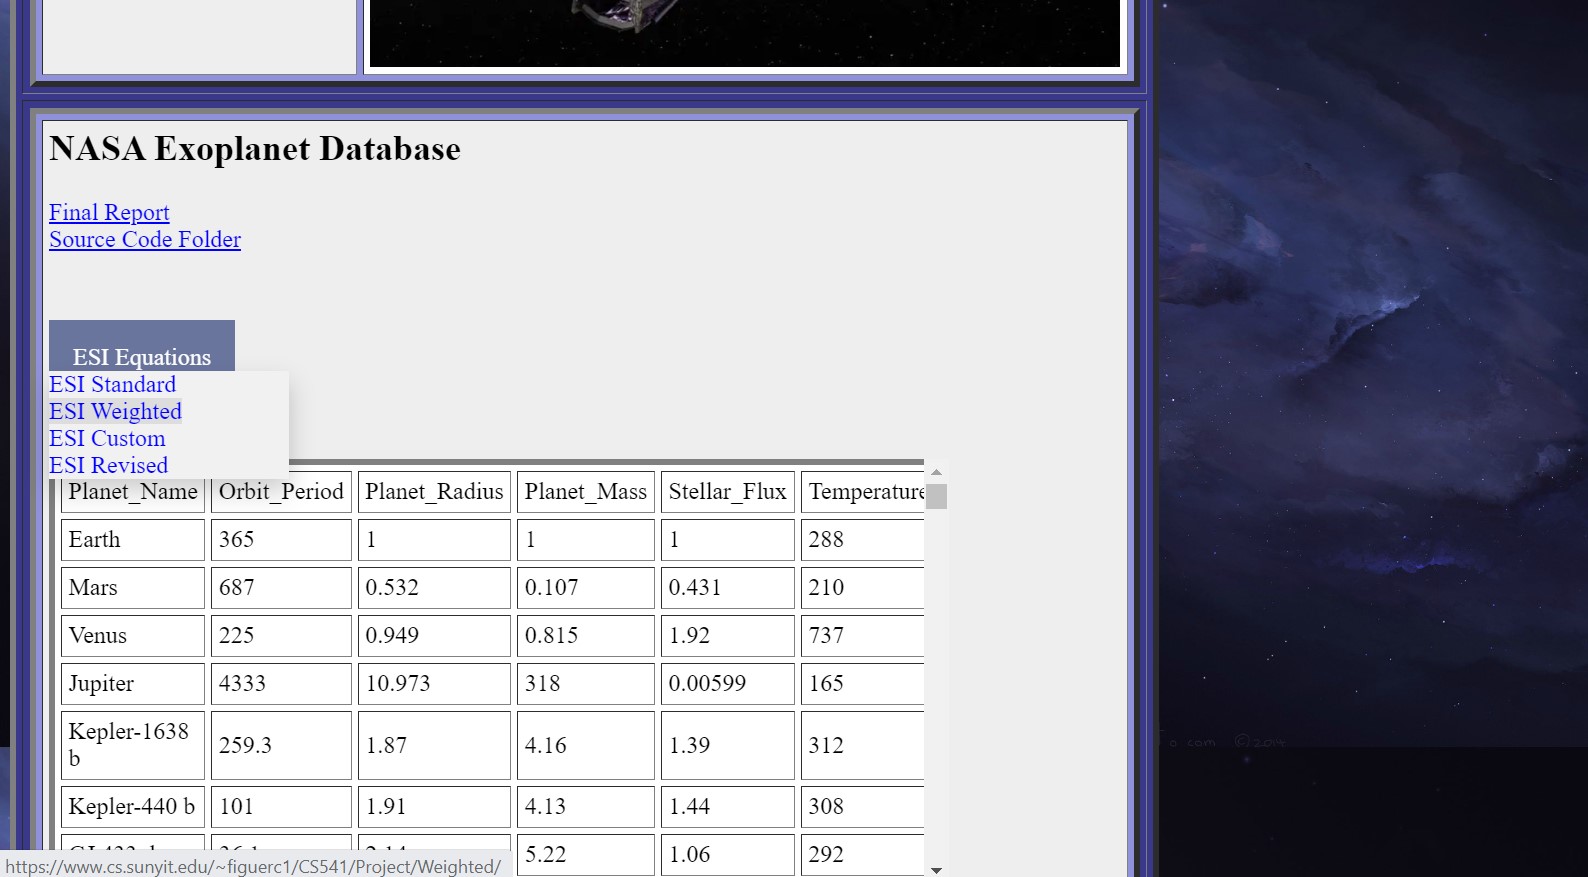 NASA Exoplanet Database
Final Report
Source Code Folder
ESI Equations
ESI Standard
ESI Weighted
ESI Custom
ESI Revised
Planet_Name Orbit_Period Planet_Radius Planet_Mass Stellar_Flux Temperature
Earth 365 1 1 1 288
Mars 687 0.532 0.107 0.431 210
Venus 225 0.949 0.815 1.92 737
Jupiter 4333 10.973 318 0.00599 165
Kepler-1638
b 259.3 1.87 4.16 1.39 312
Kepler-440 b 101 1.91 4.13 1.44 308
5.22 1.06 292
https://www.cs.sunyit.edu/~figuerc1/CS541/Project/Weighted/
com ©2014